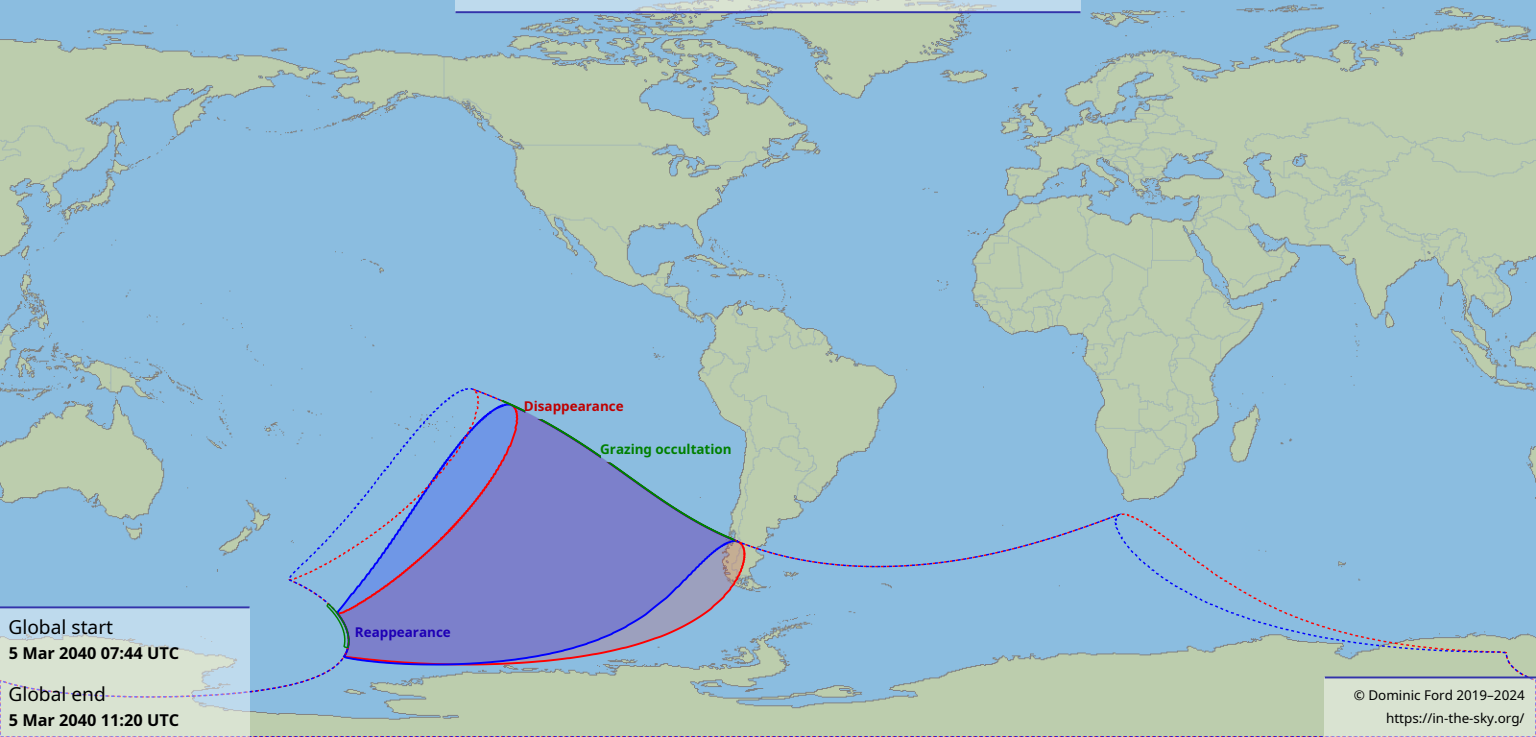 Disappearance
Grazing occultation
Reappearance
Global start
5 Mar 2040 07:44 UTC
Global end
5 Mar 2040 11:20 UTC
© Dominic Ford 2019–2024
https://in-the-sky.org/